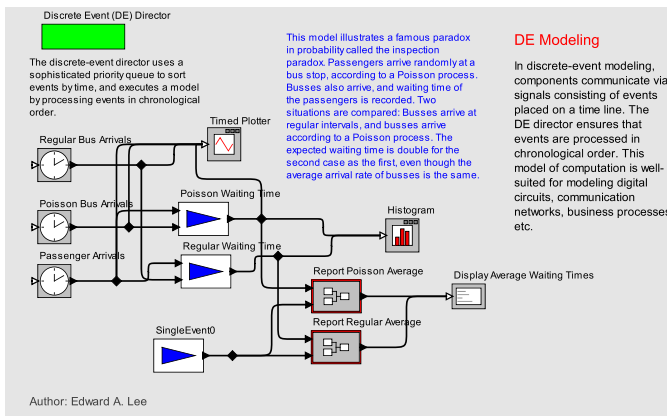 Discrete Event (DE) Director
The discrete-event director uses a
sophisticated priority queue to sort
events by time, and executes a model
by processing events in chronological
order.
This model illustrates a famous paradox
in probability called the inspection
paradox. Passengers arrive randomly at a
bus stop, according to a Poisson process.
Busses also arrive, and waiting time of
the passengers is recorded. Two
situations are compared: Busses arrive at
regular intervals, and busses arrive
according to a Poisson process. The
expected waiting time is double for the
second case as the first, even though the
average arrival rate of busses is the same.
DE Modeling
In discrete-event modeling,
components communicate via
signals consisting of events
placed on a time line. The
DE director ensures that
events are processed in
chronological order. This
model of computation is well-
suited for modeling digital
circuits, communication
networks, business processes
etc.
Timed Plotter
Regular Bus Arrivals
Poisson Waiting Time
Poisson Bus Arrivals
Histogram
Regular Waiting Time
Passenger Arrivals
Report Poisson Average
Display Average Waiting Times
Report Regular Average
SingleEvent0
Author: Edward A. Lee